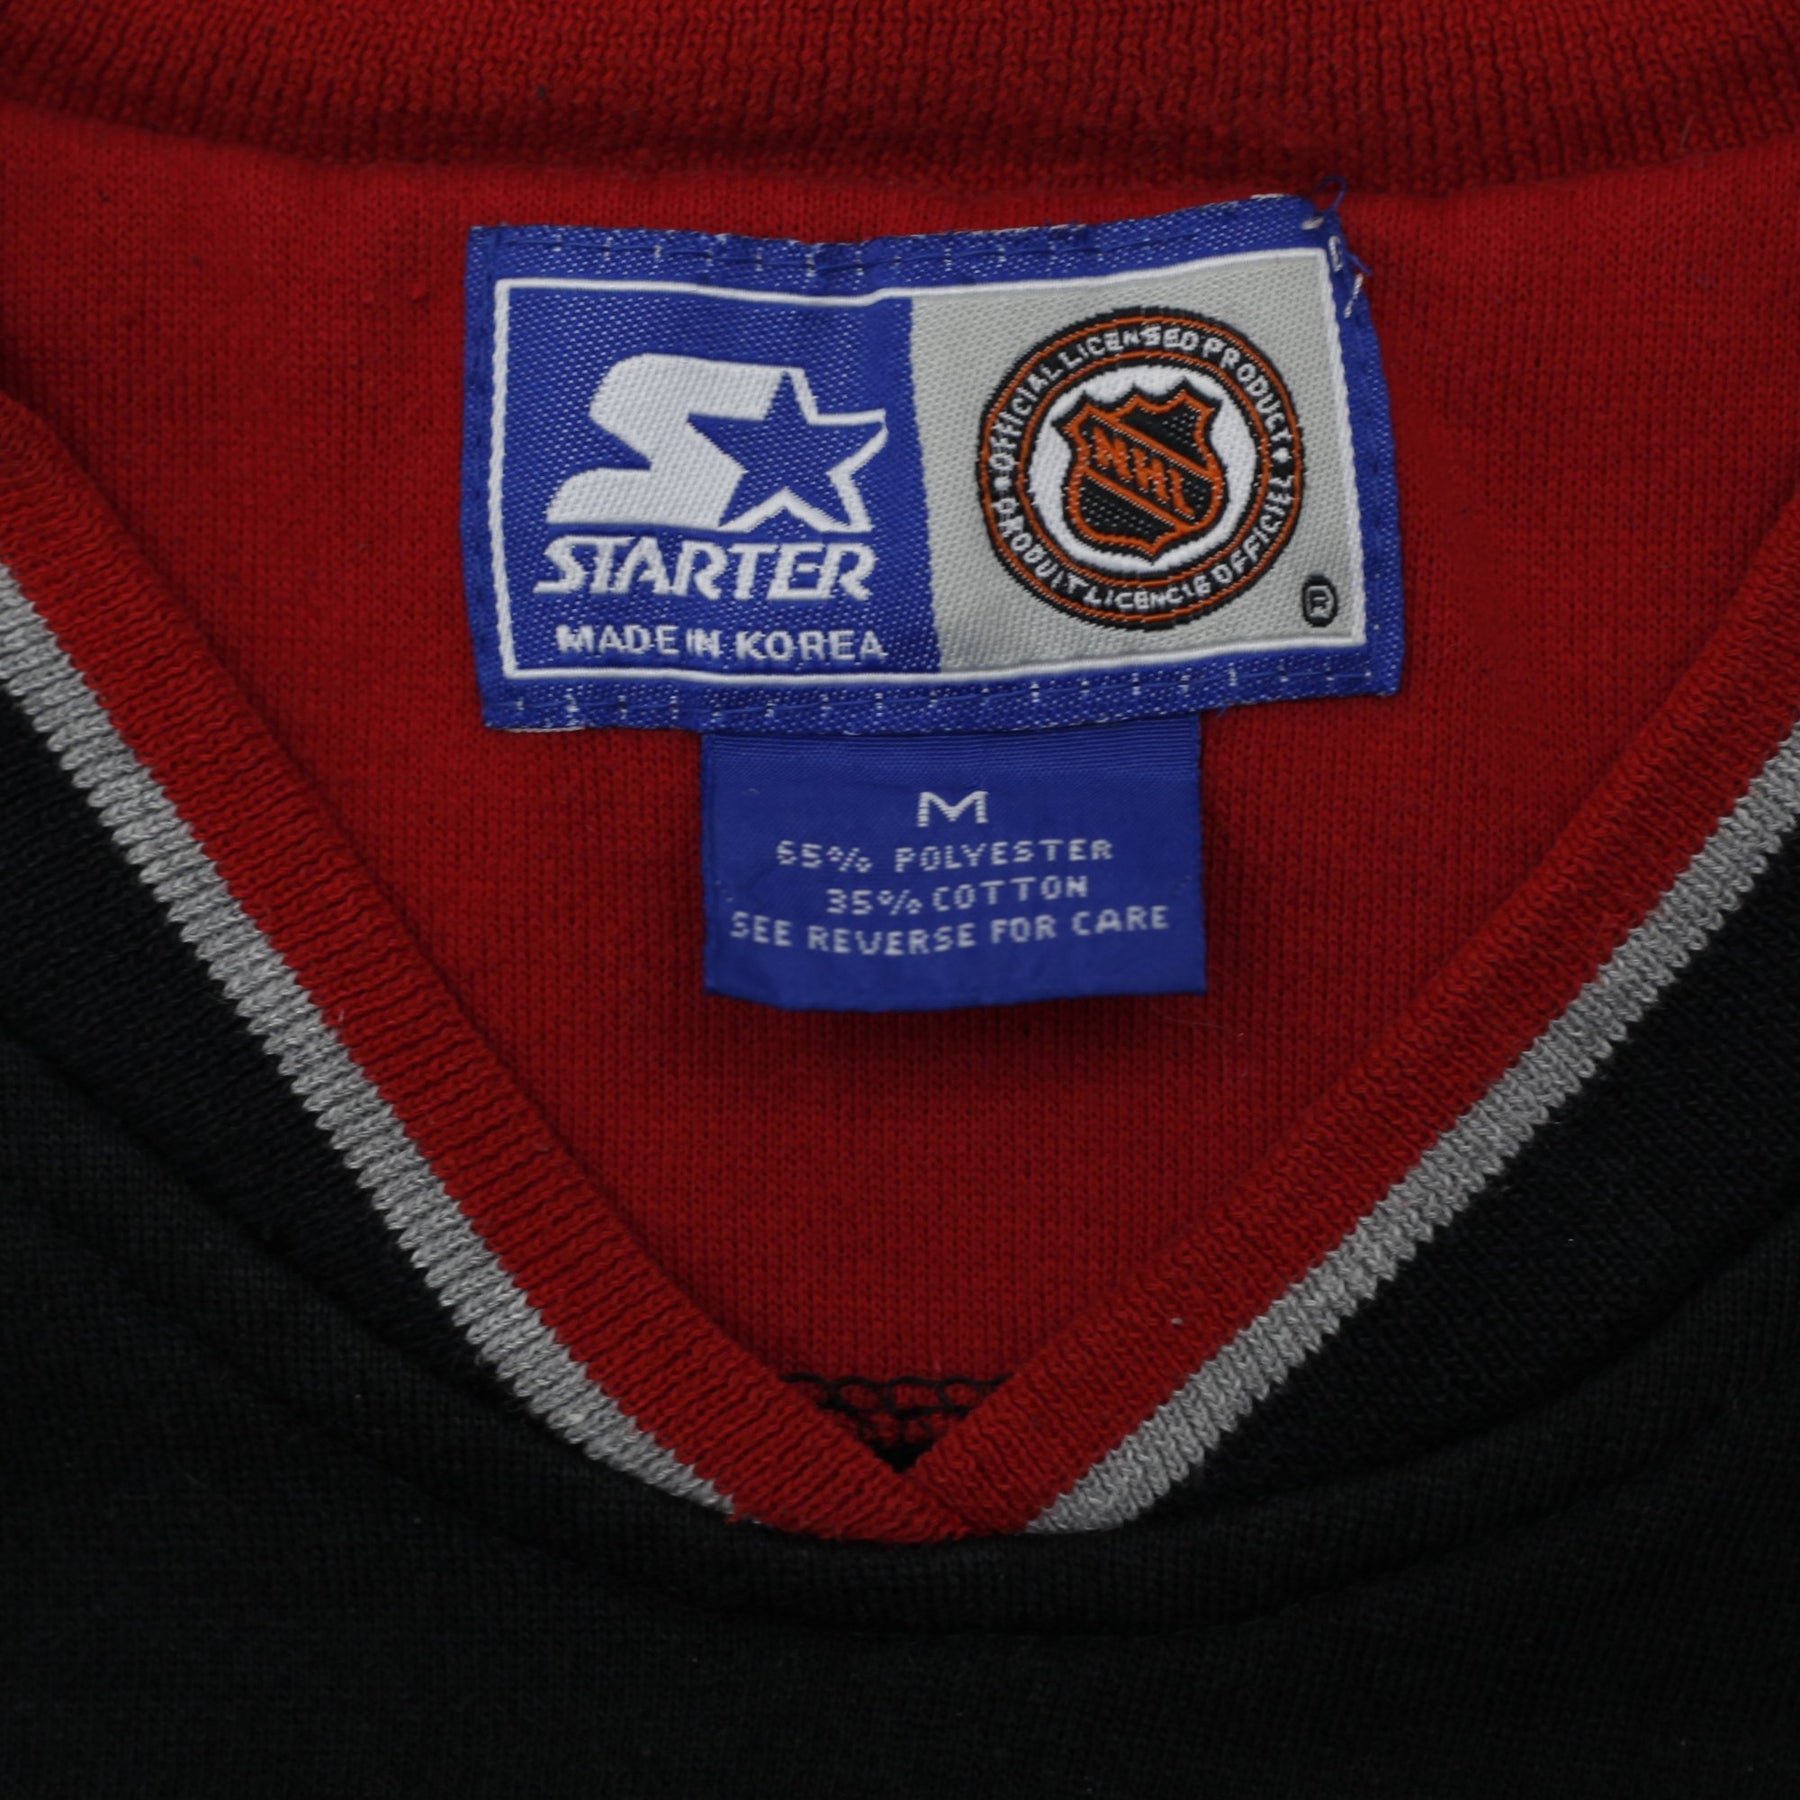 STARTER
MADE IN KOREA
OFFICIAL LICENSED PRODUCT
NHL
PRODUIT LICENCIE OFFICIEL
®
M
65% POLYESTER
35% COTTON
SEE REVERSE FOR CARE